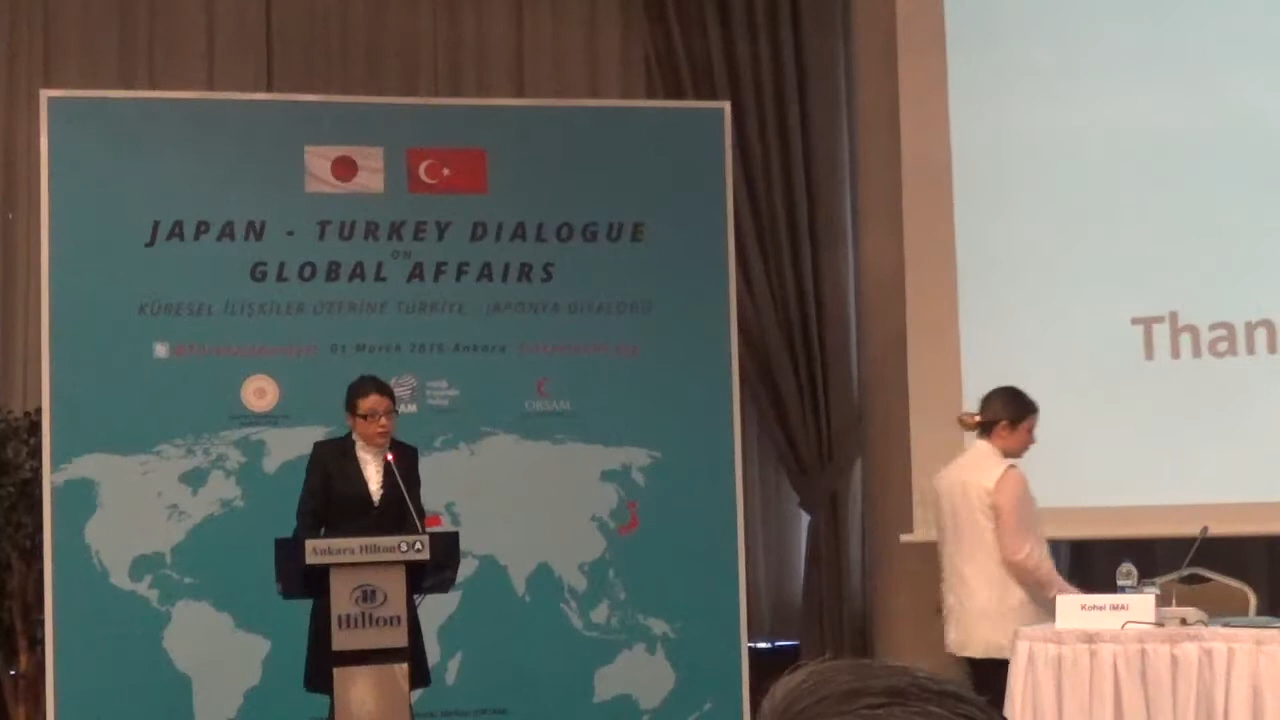 JAPAN - TURKEY DIALOGUE
ON
GLOBAL AFFAIRS
KÜRESEL İLİŞKİLER ÜZERİNE TÜRKİYE - JAPONYA DİYALOĞU
01 March 2016 Ankara
ORSAM
Than
Ankara HiltonSA
Hilton
Kohei IMAI